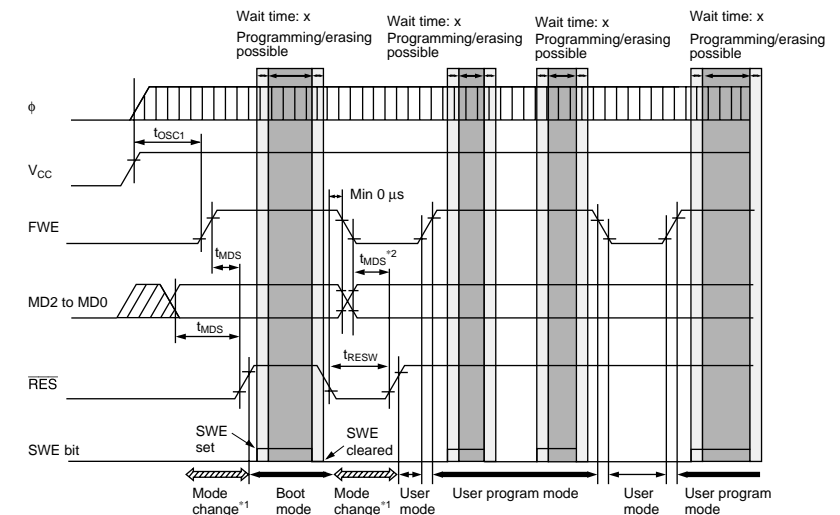 Wait time: x
Programming/erasing
possible
Wait time: x
Programming/erasing
possible
Wait time: x
Programming/erasing
possible
Wait time: x
Programming/erasing
possible
φ
tOSC1
VCC
Min 0 μs
FWE
tMDS
tMDS*2
MD2 to MD0
tMDS
tRESW
RES
SWE
set
SWE
cleared
SWE bit
Mode
change*1
Boot
mode
Mode
change*1
User
mode
User program mode
User
mode
User program
mode